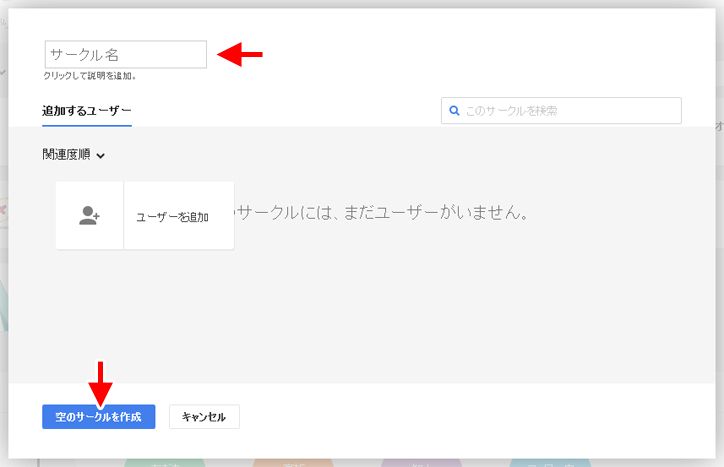 サークル名
クリックして説明を追加。
追加するユーザー
このサークルを検索
関連度順
ユーザーを追加
のサークルには、まだユーザーがいません。
空のサークルを作成
キャンセル